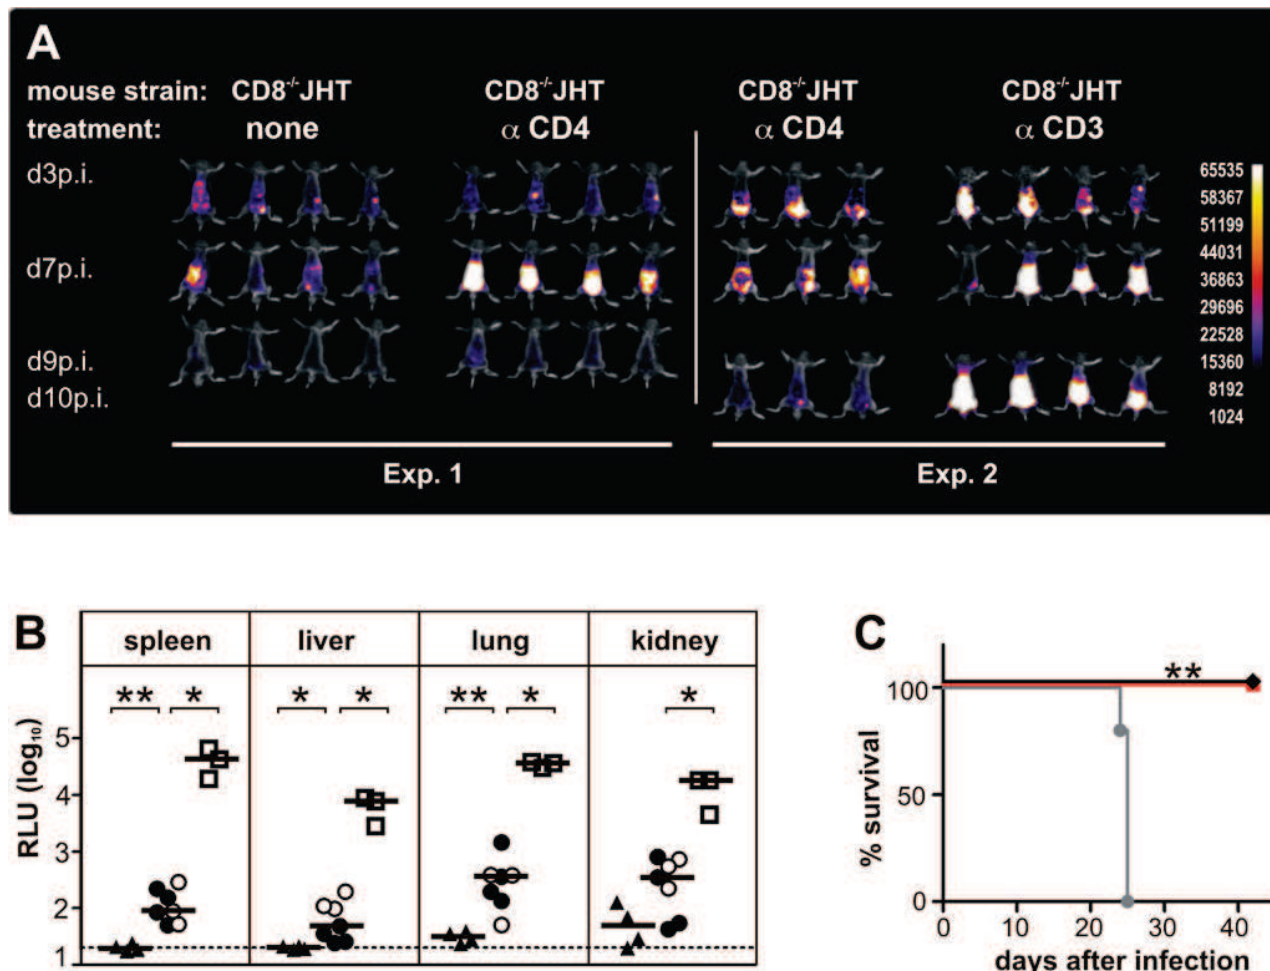 A
mouse strain: CD8-/-JHT CD8-/-JHT CD8-/-JHT CD8-/-JHT
treatment: none α CD4 α CD4 α CD3
d3p.i.
d7p.i.
d9p.i.
d10p.i.
65535
58367
51199
44031
36863
29696
22528
15360
8192
1024
Exp. 1 Exp. 2
B
spleen liver lung kidney
** * * * ** * *
RLU (log10)
5
4
3
2
1
C
**
% survival
100
50
0
0 10 20 30 40
days after infection